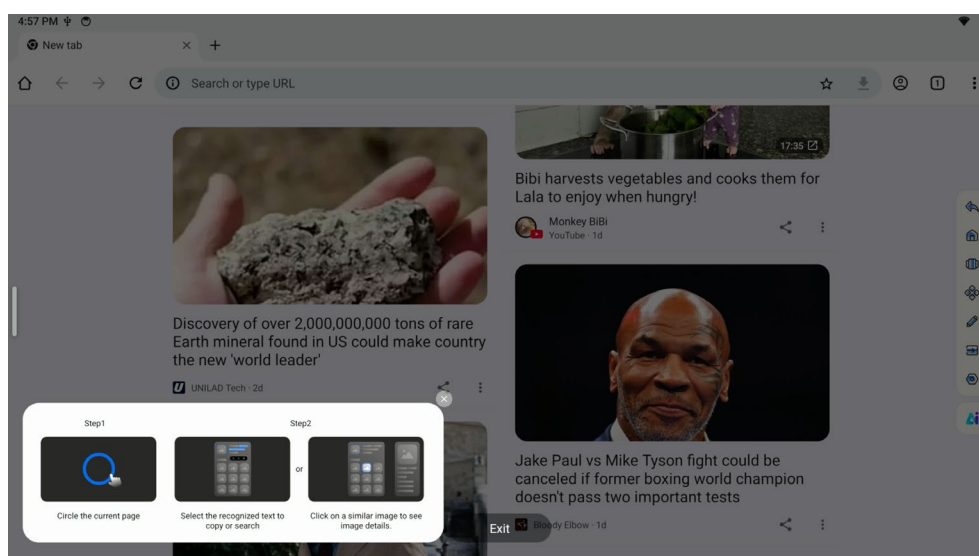 4:57 PM
New tab
Search or type URL
17:35
Bibi harvests vegetables and cooks them for
Lala to enjoy when hungry!
Monkey BiBi
YouTube · 1d
Discovery of over 2,000,000,000 tons of rare
Earth mineral found in US could make country
the new 'world leader'
UNILAD Tech · 2d
Jake Paul vs Mike Tyson fight could be
canceled if former boxing world champion
doesn't pass two important tests
Bloody Elbow · 1d
Step1
Step2
or
Circle the current page
Select the recognized text to
copy or search
Click on a similar image to see
image details.
Exit
1
Ai